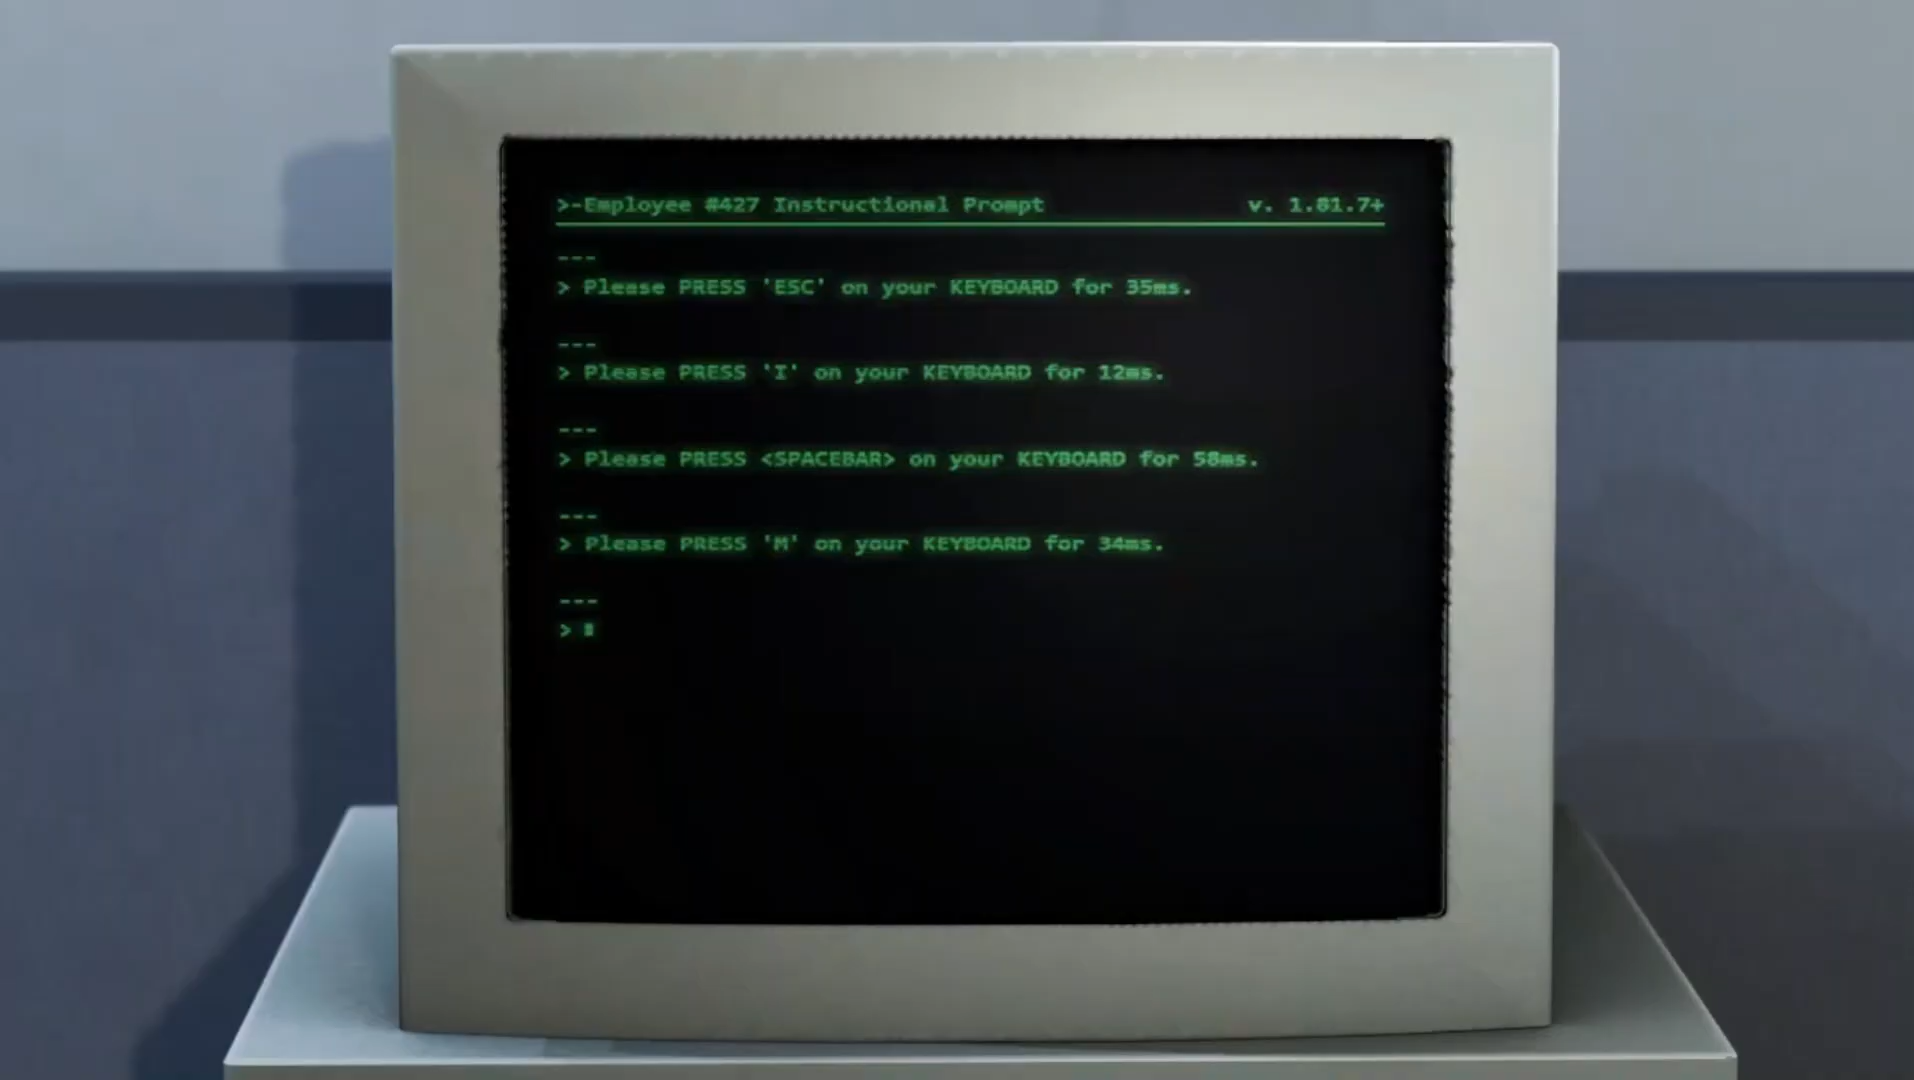 >-Employee #427 Instructional Prompt v. 1.81.7+
---
> Please PRESS 'ESC' on your KEYBOARD for 35ms.
---
> Please PRESS 'I' on your KEYBOARD for 12ms.
---
> Please PRESS <SPACEBAR> on your KEYBOARD for 58ms.
---
> Please PRESS 'M' on your KEYBOARD for 34ms.
---
>